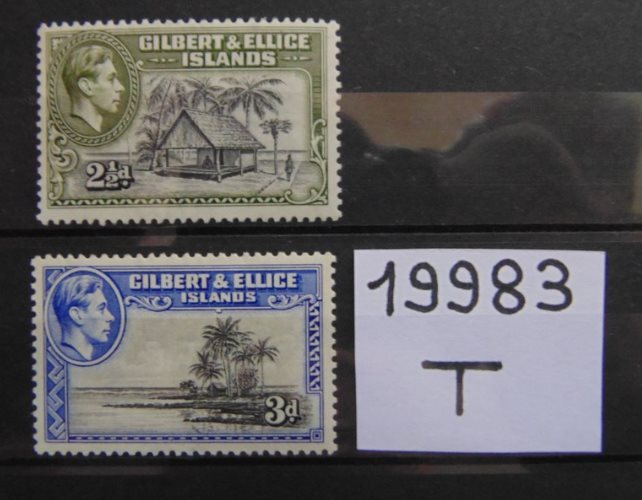 GILBERT & ELLICE
ISLANDS
2½d.
GILBERT & ELLICE
ISLANDS
3d.
19983
T